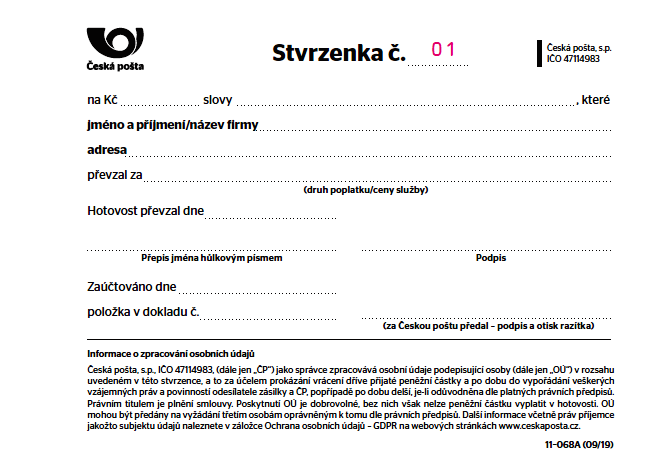 Česká pošta
Stvrzenka č. 01
Česká pošta, s.p.
IČO 47114983
na Kč slovy , které
jméno a příjmení/název firmy
adresa
převzal za
(druh poplatku/ceny služby)
Hotovost převzal dne
Přepis jména hůlkovým písmem Podpis
Zaúčtováno dne
položka v dokladu č.
(za Českou poštu předal – podpis a otisk razítka)
Informace o zpracování osobních údajů
Česká pošta, s.p., IČO 47114983, (dále jen „ČP") jako správce zpracovává osobní údaje podepisující osoby (dále jen „OÚ") v rozsahu
uvedeném v této stvrzence, a to za účelem prokázání vrácení dříve přijaté peněžní částky a po dobu do vypořádání veškerých
vzájemných práv a povinností odesílatele zásilky a ČP, popřípadě po dobu delší, je-li odůvodněna dle platných právních předpisů.
Právním titulem je plnění smlouvy. Poskytnutí OÚ je dobrovolné, bez nich však nelze peněžní částku vyplatit v hotovosti. OÚ
mohou být předány na vyžádání třetím osobám oprávněným k tomu dle právních předpisů. Další informace včetně práv příjemce
jakožto subjektu údajů naleznete v záložce Ochrana osobních údajů – GDPR na webových stránkách www.ceskaposta.cz.
11-068A (09/19)